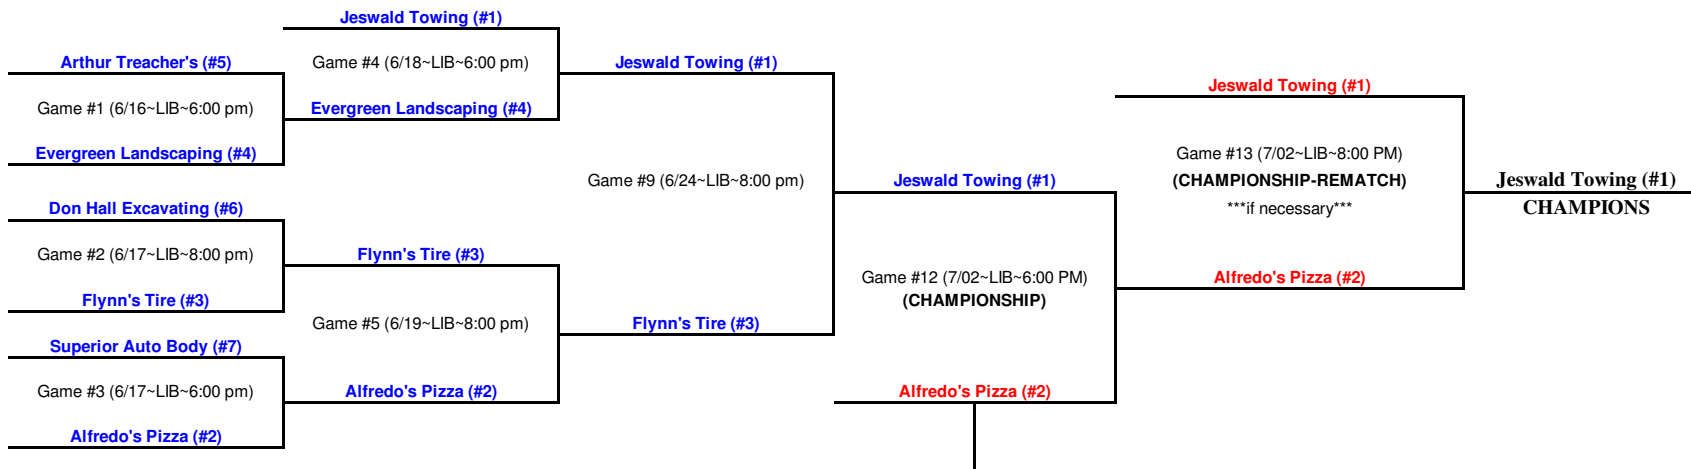 Jeswald Towing (#1)
Arthur Treacher's (#5)
Game #4 (6/18~LIB~6:00 pm)
Jeswald Towing (#1)
Jeswald Towing (#1)
Game #1 (6/16~LIB~6:00 pm)
Evergreen Landscaping (#4)
Evergreen Landscaping (#4)
Game #13 (7/02~LIB~8:00 PM)
Game #9 (6/24~LIB~8:00 pm)
Jeswald Towing (#1)
(CHAMPIONSHIP-REMATCH)
Jeswald Towing (#1)
Don Hall Excavating (#6)
***if necessary***
CHAMPIONS
Game #2 (6/17~LIB~8:00 pm)
Flynn's Tire (#3)
Game #12 (7/02~LIB~6:00 PM)
Alfredo's Pizza (#2)
Flynn's Tire (#3)
(CHAMPIONSHIP)
Game #5 (6/19~LIB~8:00 pm)
Flynn's Tire (#3)
Superior Auto Body (#7)
Game #3 (6/17~LIB~6:00 pm)
Alfredo's Pizza (#2)
Alfredo's Pizza (#2)
Alfredo's Pizza (#2)